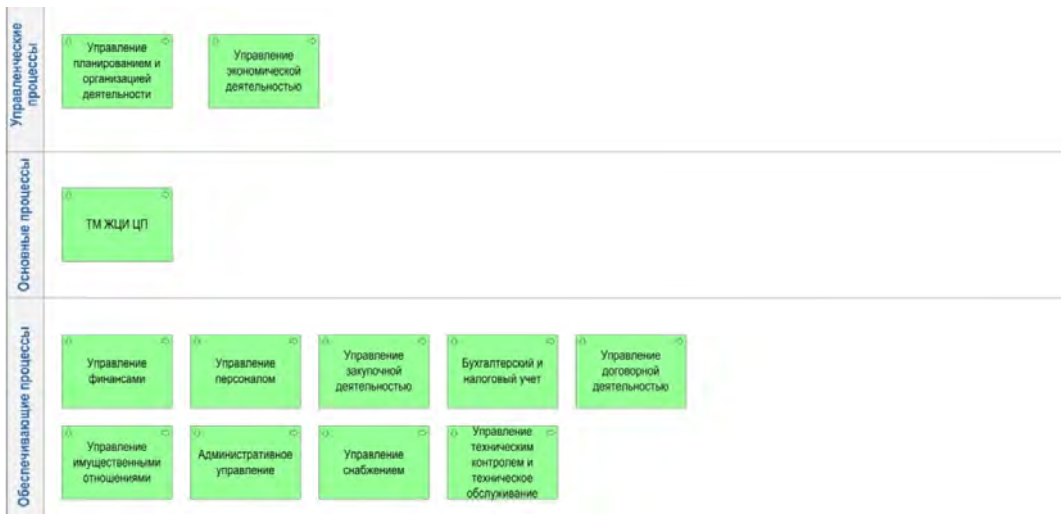 Управленческие
процессы
Управление
планированием и
организацией
деятельности
Управление
экономической
деятельностью
Основные процессы
ТМ ЖЦИ ЦП
Обеспечивающие процессы
Управление
финансами
Управление
персоналом
Управление
закупочной
деятельностью
Бухгалтерский и
налоговый учет
Управление
договорной
деятельностью
Управление
имущественными
отношениями
Административное
управление
Управление
снабжением
Управление
техническим
контролем и
техническое
обслуживание